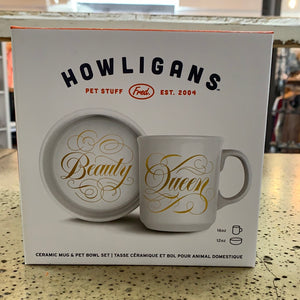 HOWLIGANS
PET STUFF Fred. EST. 2004
Beauty
Queen
16oz
12oz
CERAMIC MUG & PET BOWL SET | TASSE CÉRAMIQUE ET BOL POUR ANIMAL DOMESTIQUE